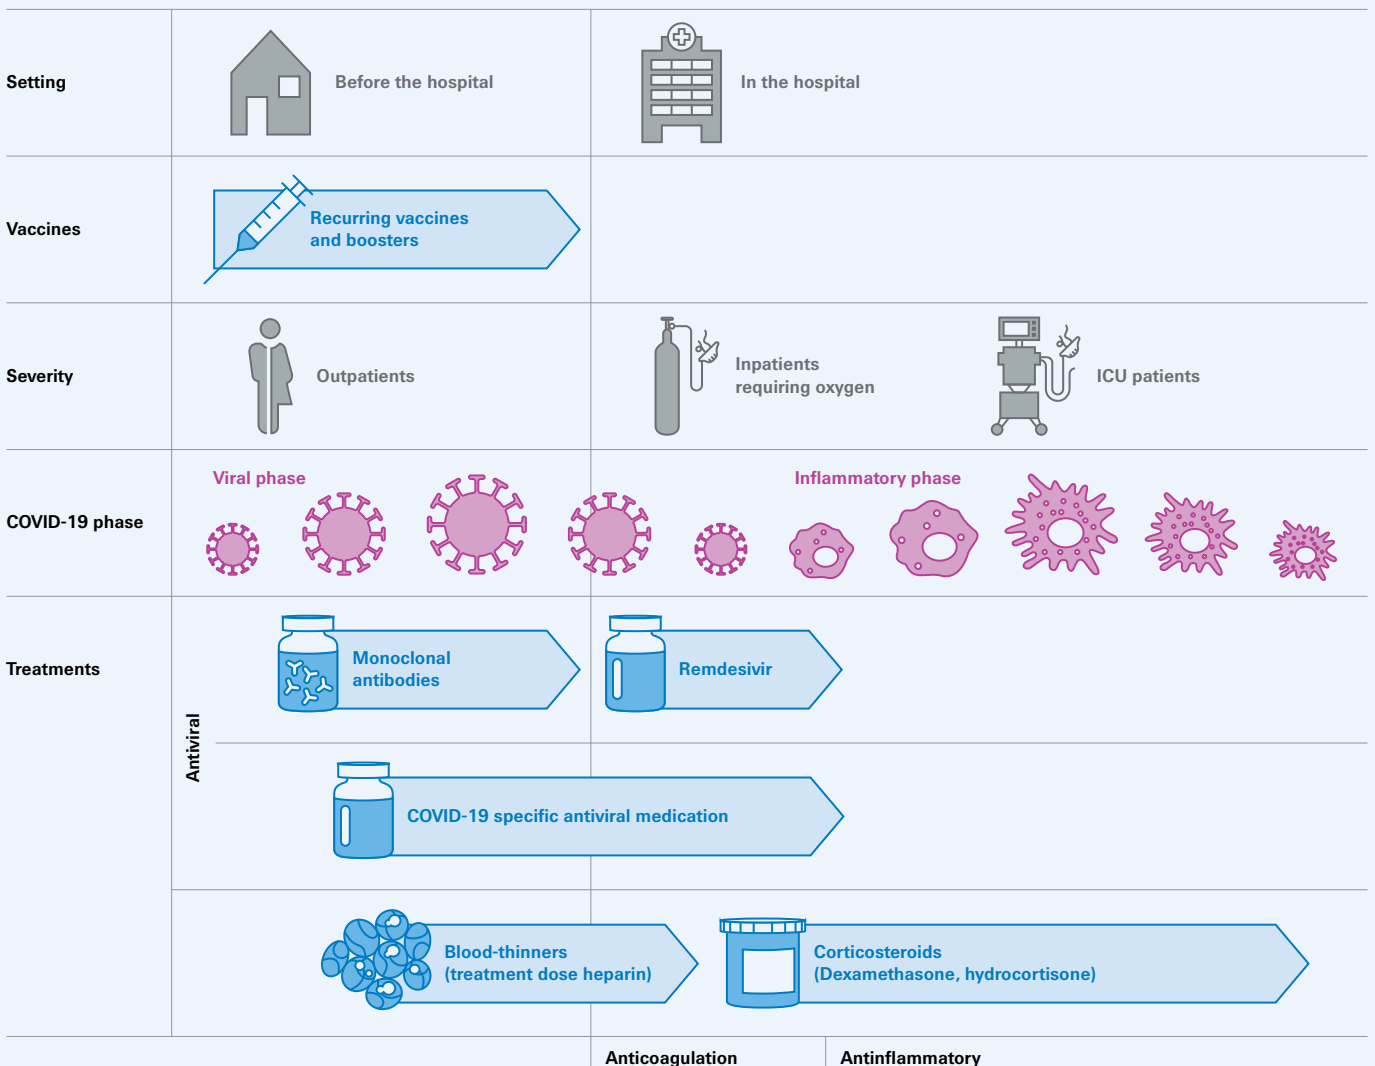 Setting
Before the hospital
In the hospital
Vaccines
Recurring vaccines
and boosters
Severity
Outpatients
Inpatients
requiring oxygen
ICU patients
COVID-19 phase
Viral phase
Inflammatory phase
Treatments
Antiviral
Monoclonal
antibodies
Remdesivir
COVID-19 specific antiviral medication
Blood-thinners
(treatment dose heparin)
Corticosteroids
(Dexamethasone, hydrocortisone)
Anticoagulation
Antinflammatory